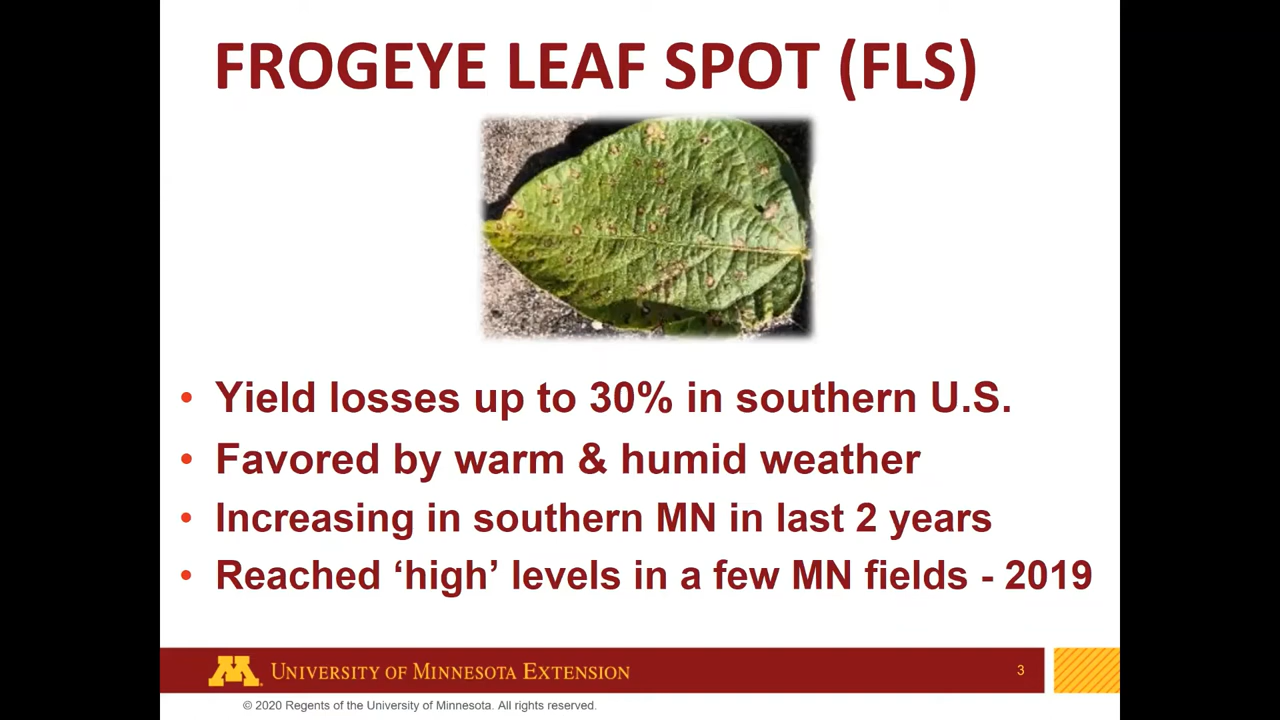 FROGEYE LEAF SPOT (FLS)
• Yield losses up to 30% in southern U.S.
• Favored by warm & humid weather
• Increasing in southern MN in last 2 years
• Reached ‘high’ levels in a few MN fields - 2019
M UNIVERSITY OF MINNESOTA EXTENSION
3
© 2020 Regents of the University of Minnesota. All rights reserved.